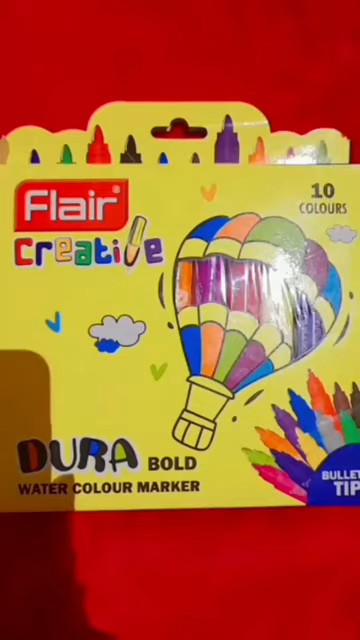 Flair
Creative
10
COLOURS
DURA BOLD
WATER COLOUR MARKER
BULLET
TIP